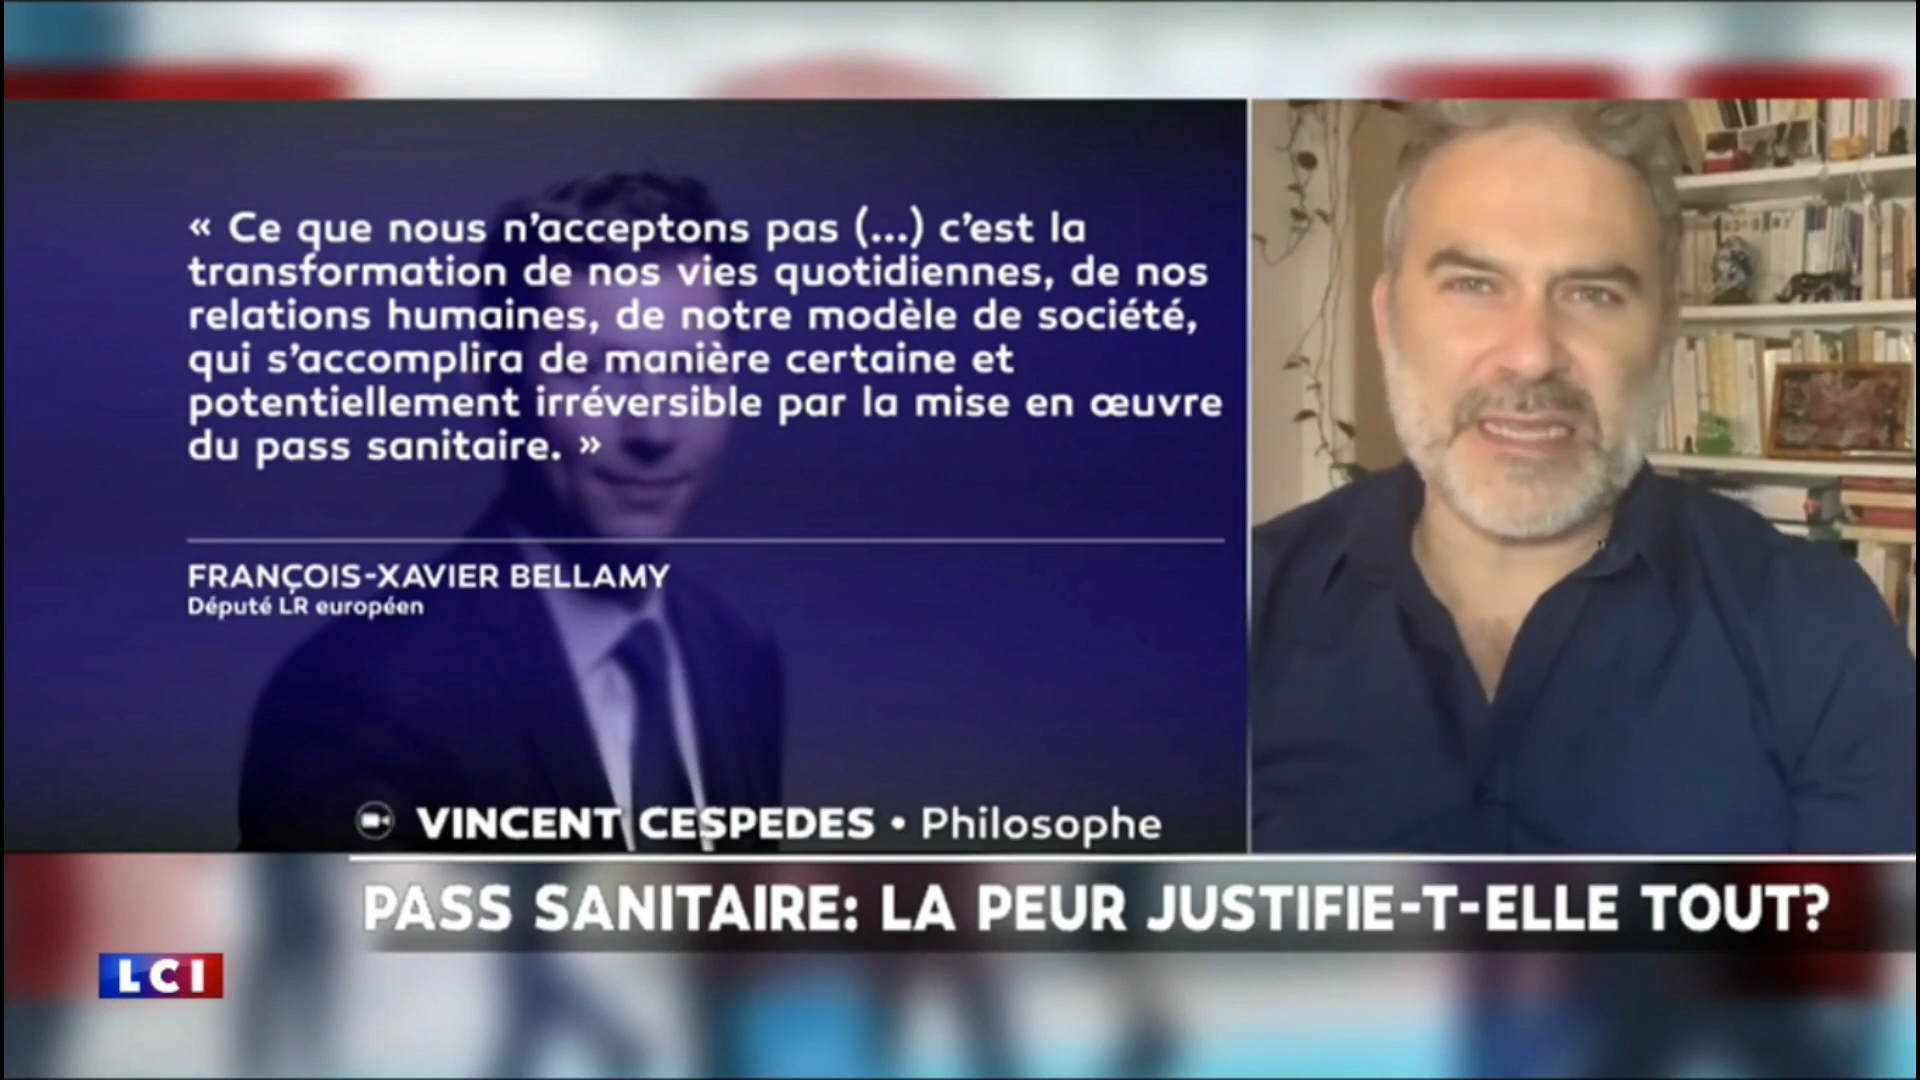 « Ce que nous n'acceptons pas (...) c'est la
transformation de nos vies quotidiennes, de nos
relations humaines, de notre modèle de société,
qui s'accomplira de manière certaine et
potentiellement irréversible par la mise en œuvre
du pass sanitaire. »
FRANÇOIS-XAVIER BELLAMY
Député LR européen
VINCENT CESPEDES • Philosophe
PASS SANITAIRE: LA PEUR JUSTIFIE-T-ELLE TOUT?
LCI